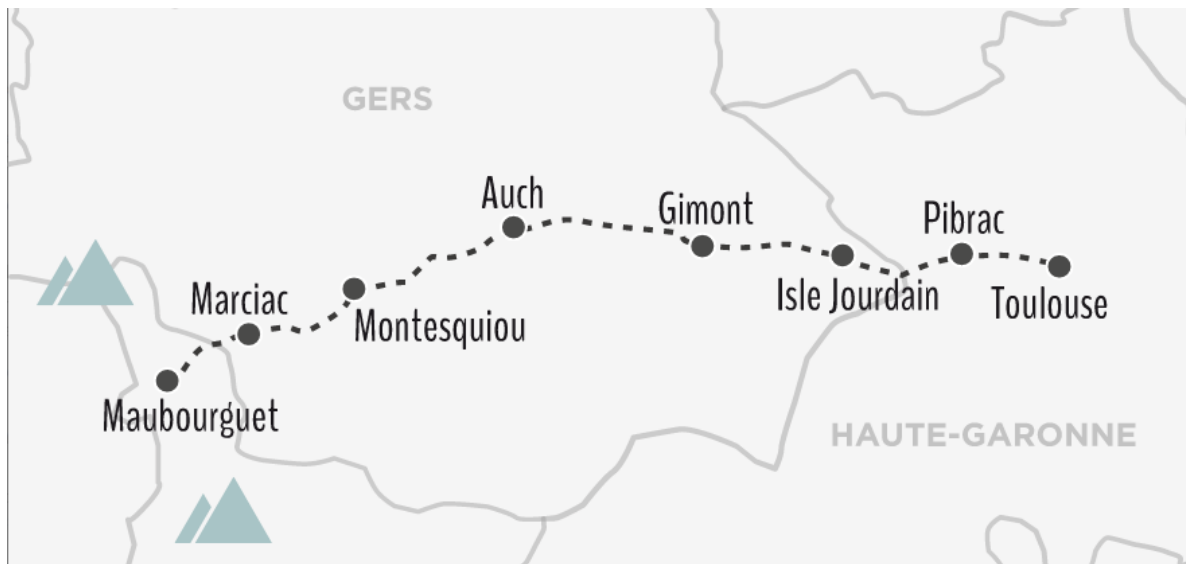 GERS
Auch
Gimont
Pibrac
Marciac
Isle Jourdain
Toulouse
Montesquiou
Maubourguet
HAUTE-GARONNE